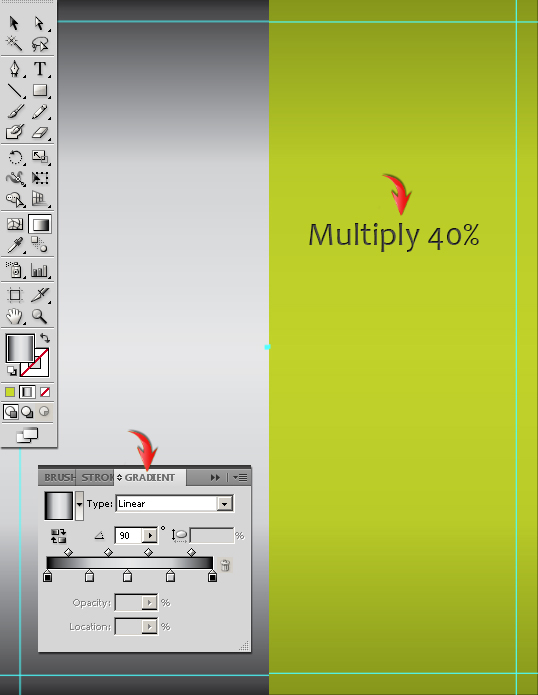 Multiply 40%
BRUSH STROK GRADIENT
Type: Linear
90 ° %
Opacity: %
Location: %